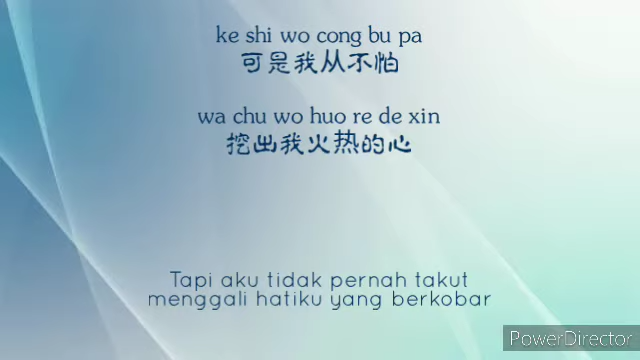 ke shi wo cong bu pa
可是我从不怕
wa chu wo huo re de xin
挖出我火热的心
Tapi aku tidak pernah takut
menggali hatiku yang berkobar
PowerDirector